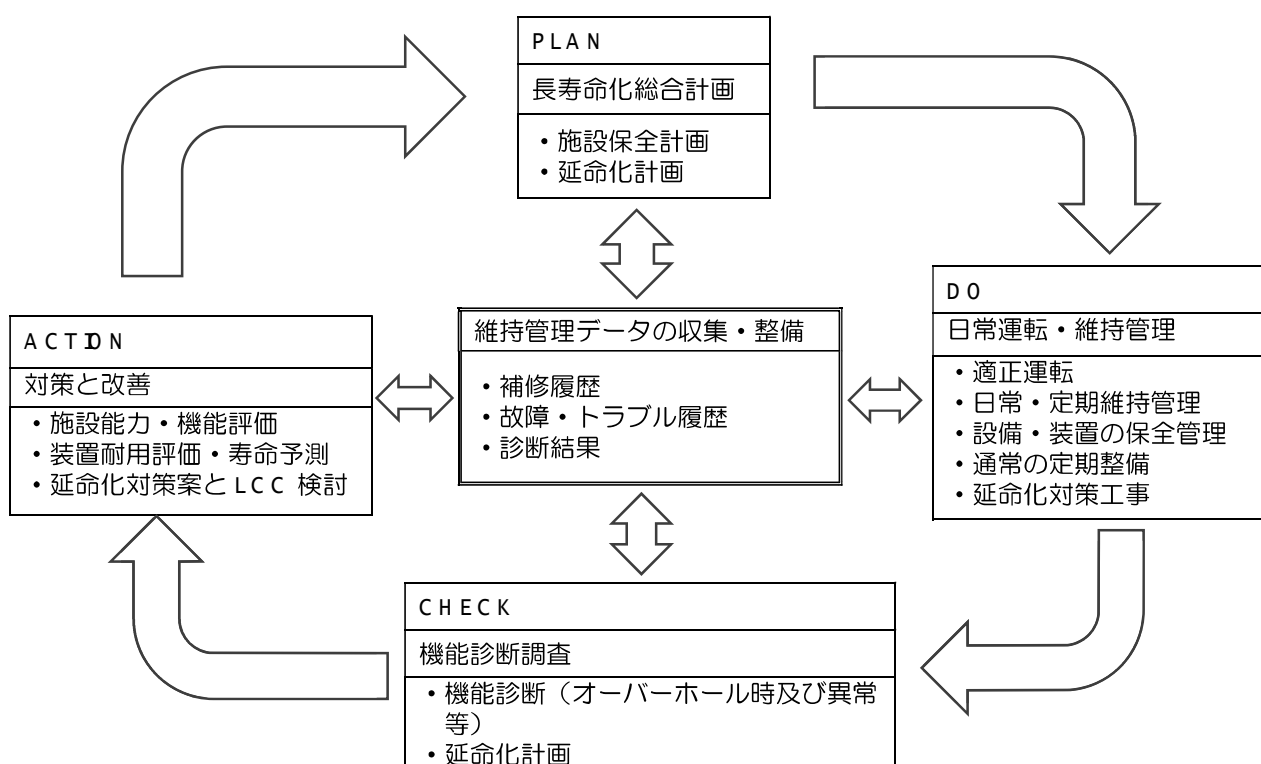 PLAN
長寿命化総合計画
・施設保全計画
・延命化計画
DO
日常運転・維持管理
・適正運転
・日常・定期維持管理
・設備・装置の保全管理
・通常の定期整備
・延命化対策工事
維持管理データの収集・整備
・補修履歴
・故障・トラブル履歴
・診断結果
ACTION
対策と改善
・施設能力・機能評価
・装置耐用評価・寿命予測
・延命化対策案とLCC 検討
CHECK
機能診断調査
・機能診断（オーバーホール時及び異常
等）
・延命化計画